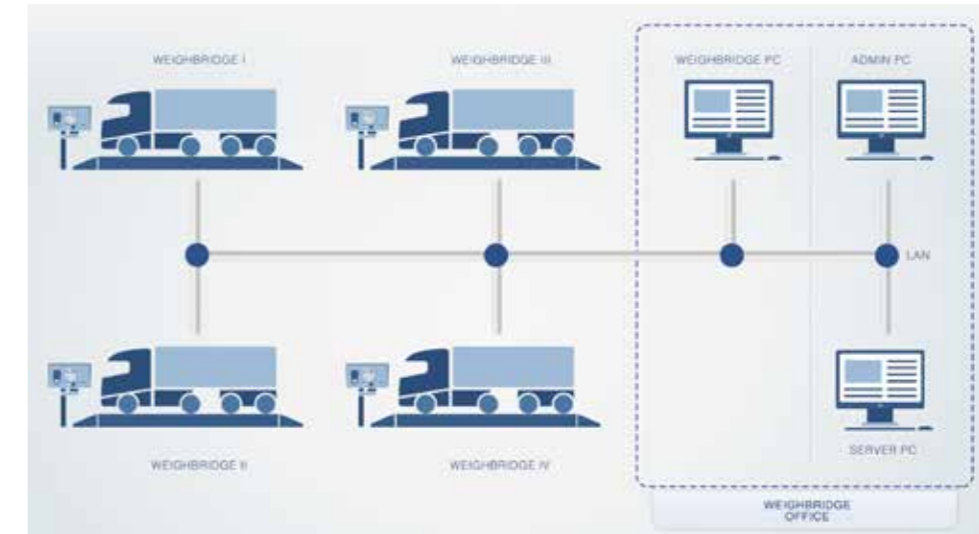 WEIGHBRIDGE I
WEIGHBRIDGE III
WEIGHBRIDGE PC
ADMIN PC
LAN
WEIGHBRIDGE II
WEIGHBRIDGE IV
SERVER PC
WEIGHBRIDGE
OFFICE